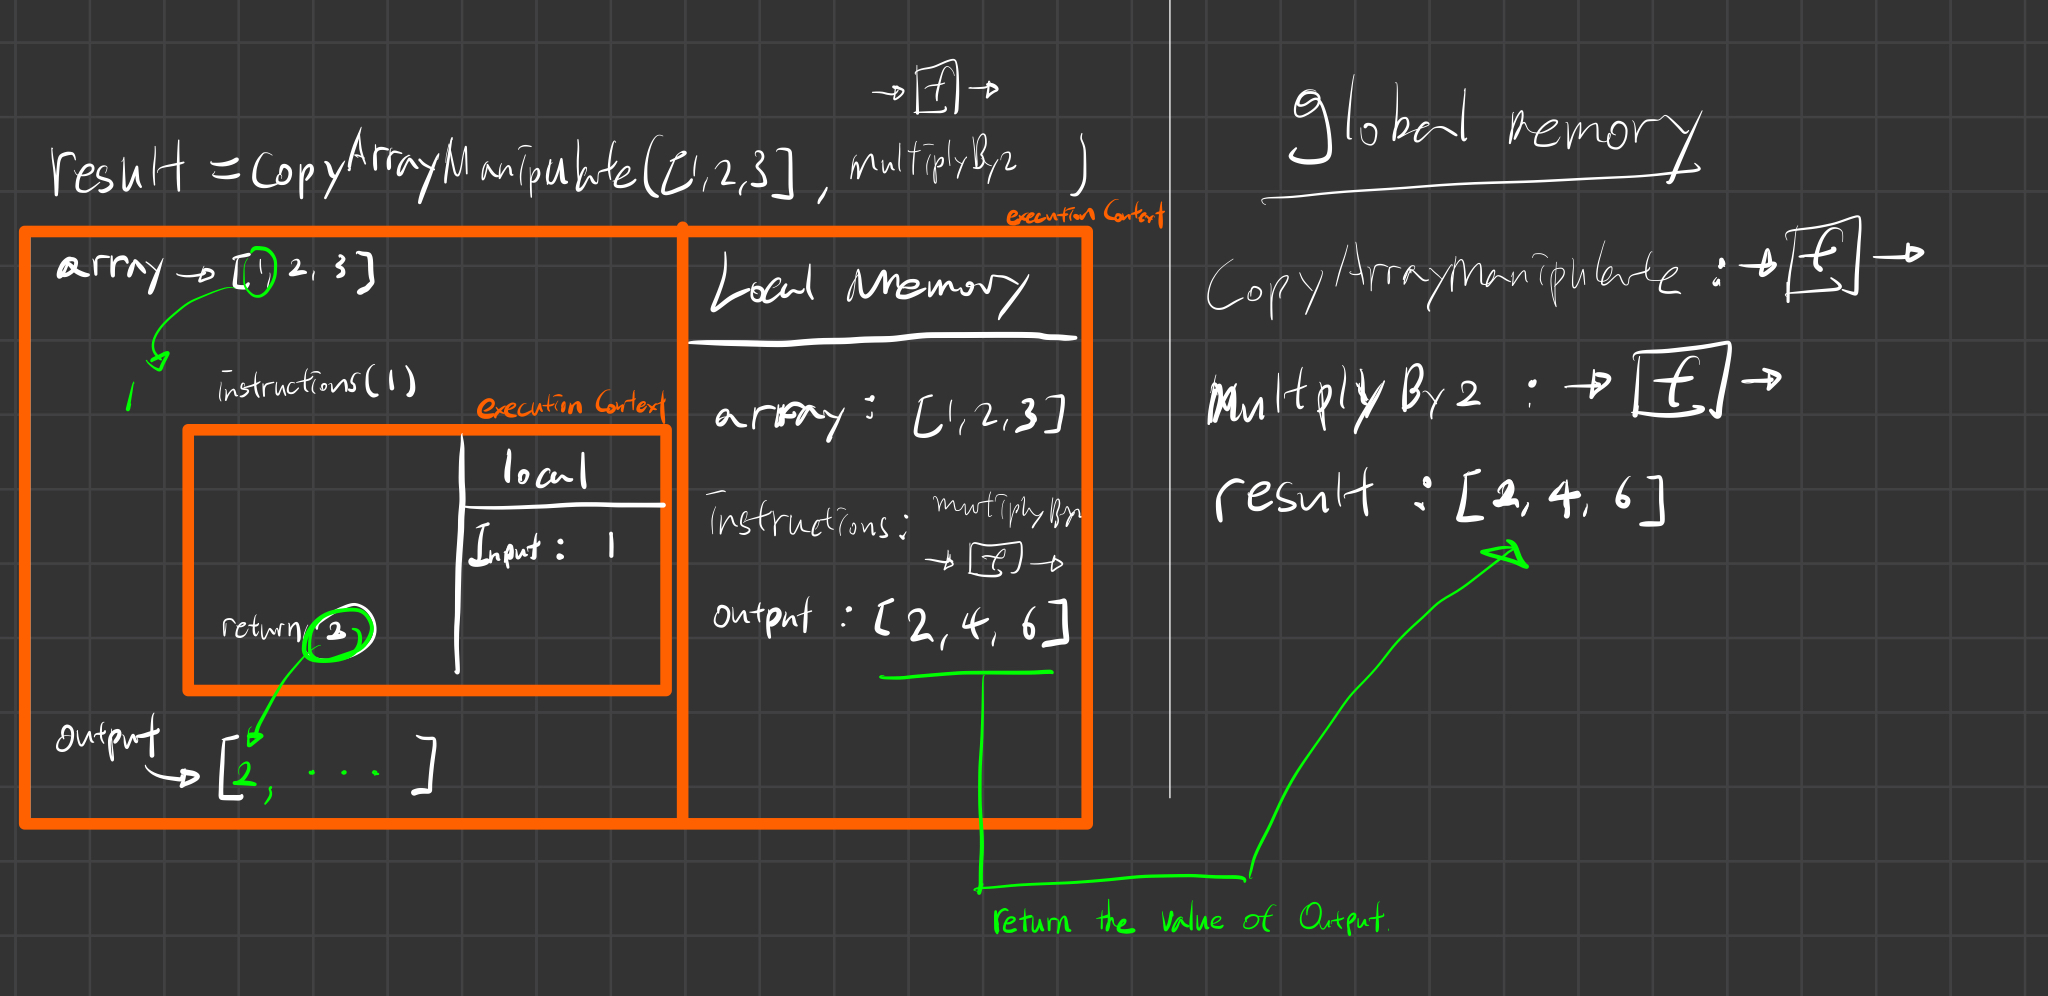 → [f] →
result = CopyArrayManipulate([1,2,3], multiplyBy2 )
execution Context
array → [1, 2, 3]
1
instructions(1)
execution Context
local
Input : 1
return 2
output → [2, ... ]
Local Memory
array : [1,2,3]
instructions : multiplyBy2
→ [f] →
output : [2, 4, 6]
return the value of Output.
global memory
CopyArrayManipulate : → [f] →
MultplyBy2 : → [f] →
result : [2, 4, 6]